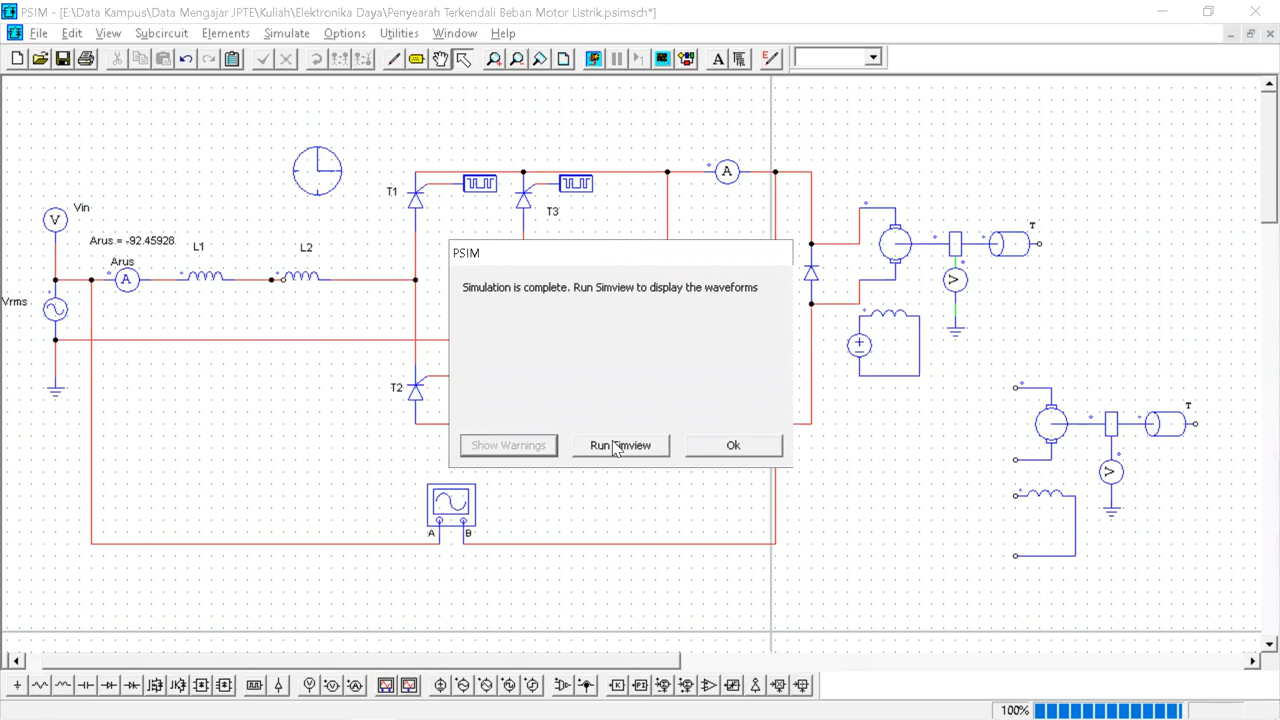 PSIM - [E:\Data Kampus\Data Mengajar JPTE\Kuliah\Elektronika Daya\Penyearah Terkendali Beban Motor Listrik.psimsch*]
File Edit View Subcircuit Elements Simulate Options Utilities Window Help
A
A
T1
T3
Vin
V
T
Arus = -92.45928
L1
L2
Arus
A
V
Vrms
PSIM
Simulation is complete. Run Simview to display the waveforms
T2
T
Show Warnings
Run Simview
Ok
V
A
B
100%